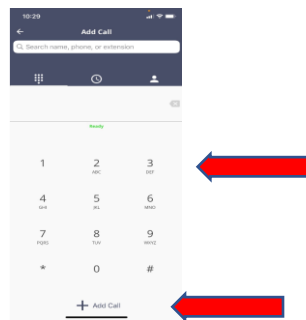 10:29
Add Call
Search name, phone, or extension
Ready
1 2 3
ABC DEF
4 5 6
GHI JKL MNO
7 8 9
PQRS TUV WXYZ
* 0 #
+ Add Call